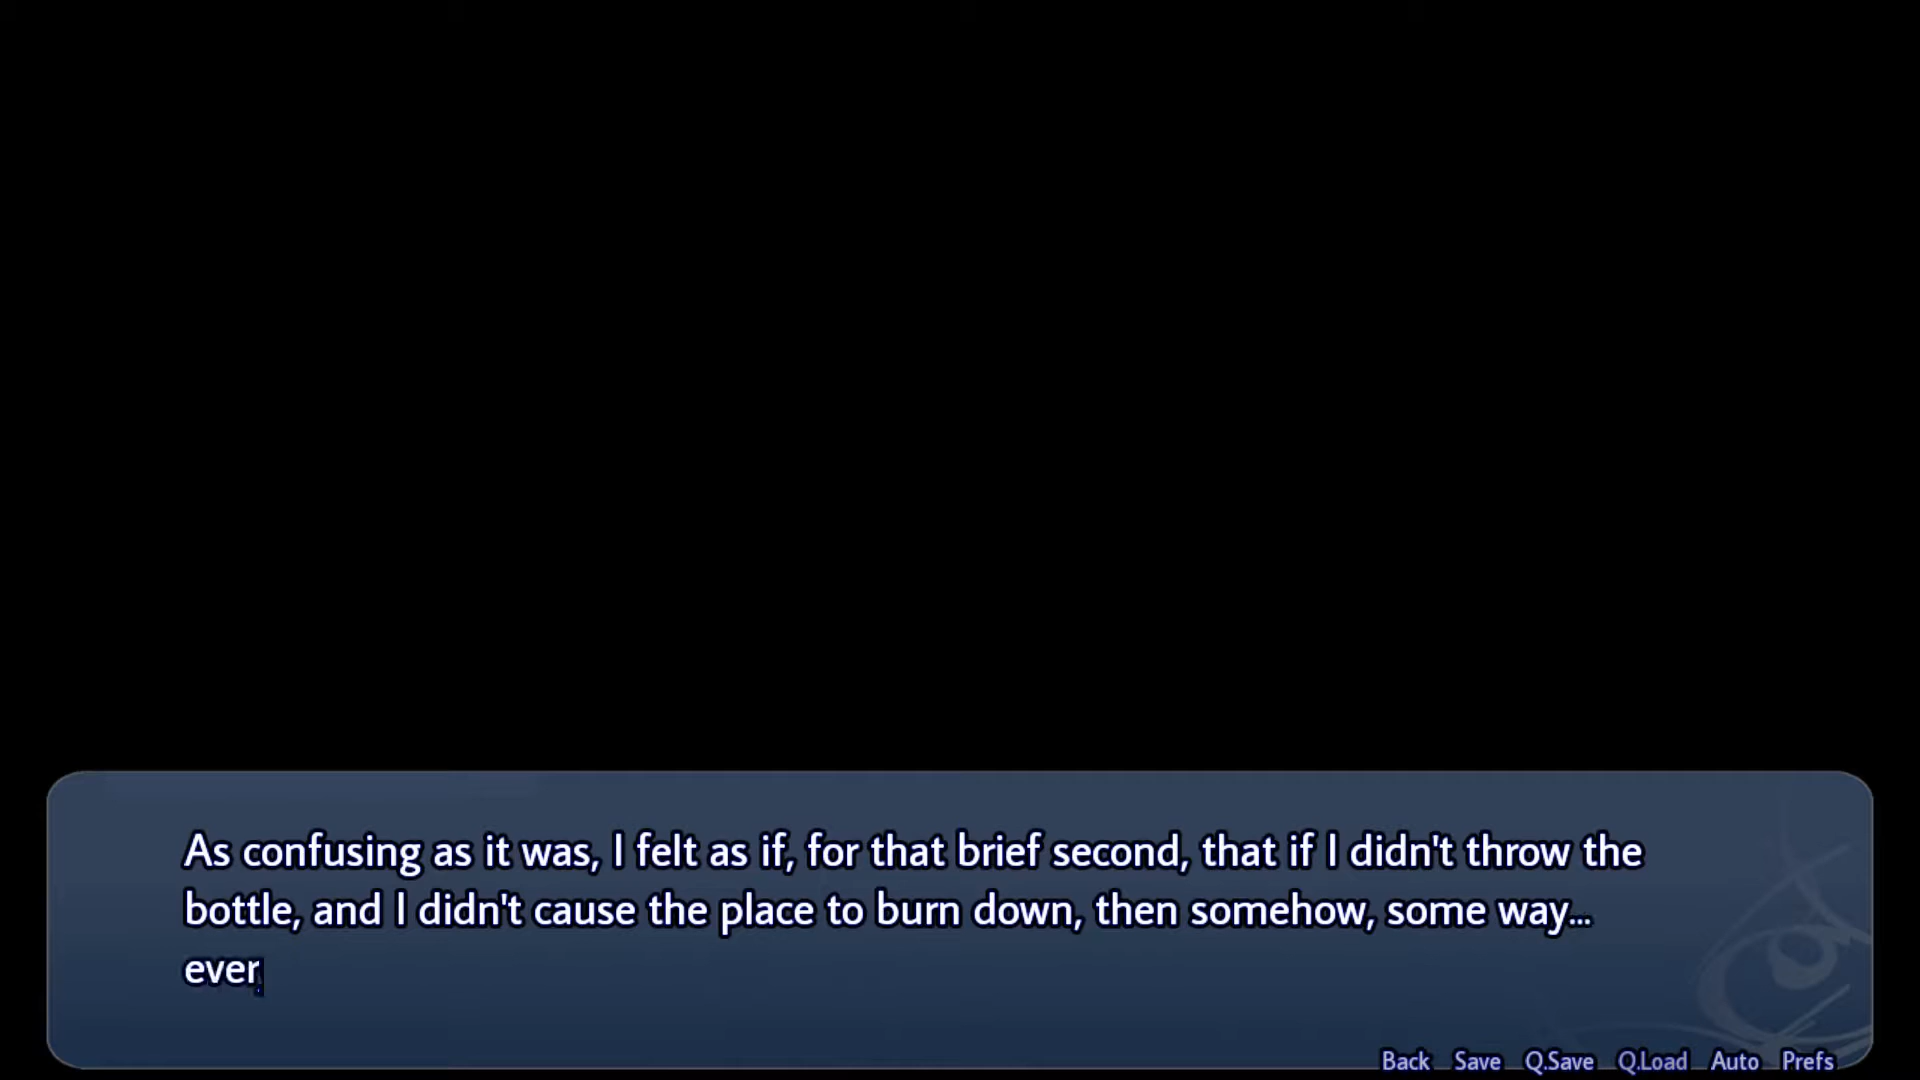 As confusing as it was, I felt as if, for that brief second, that if I didn't throw the
bottle, and I didn't cause the place to burn down, then somehow, some way...
ever
Back Save Q.Save Q.Load Auto Prefs